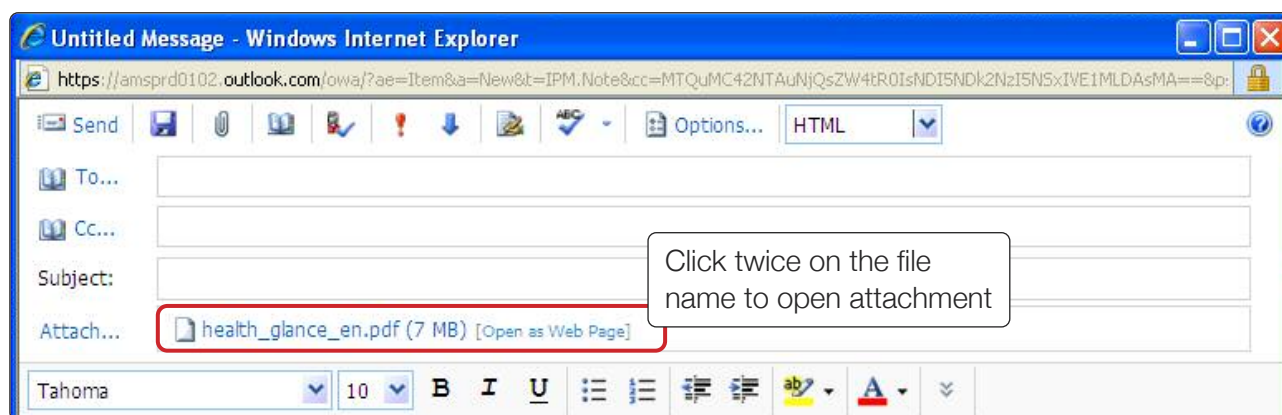 Untitled Message - Windows Internet Explorer
https://amsprd0102.outlook.com/owa/?ae=Item&a=New&t=IPM.Note&cc=MTQuMC42NTAuNjQsZW4tR0IsNDI5NDk2NzI5NSxIVE1MLDAsMA==&p:
Send ABC Options... HTML
To...
Cc...
Subject:
Click twice on the file
name to open attachment
Attach... health_glance_en.pdf (7 MB) [Open as Web Page]
Tahoma 10 B I U ab A